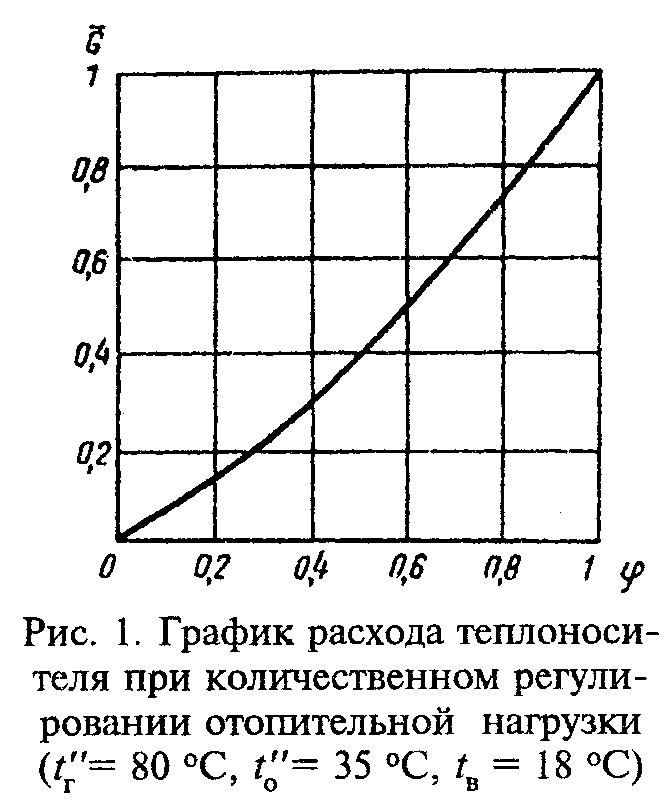 G̅
1
0,8
0,6
0,4
0,2
0 0,2 0,4 0,6 0,8 1 φ
Рис. 1. График расхода теплоноси-
теля при количественном регули-
ровании отопительной нагрузки
(t″г = 80 °C, t″о = 35 °C, tв = 18 °C)